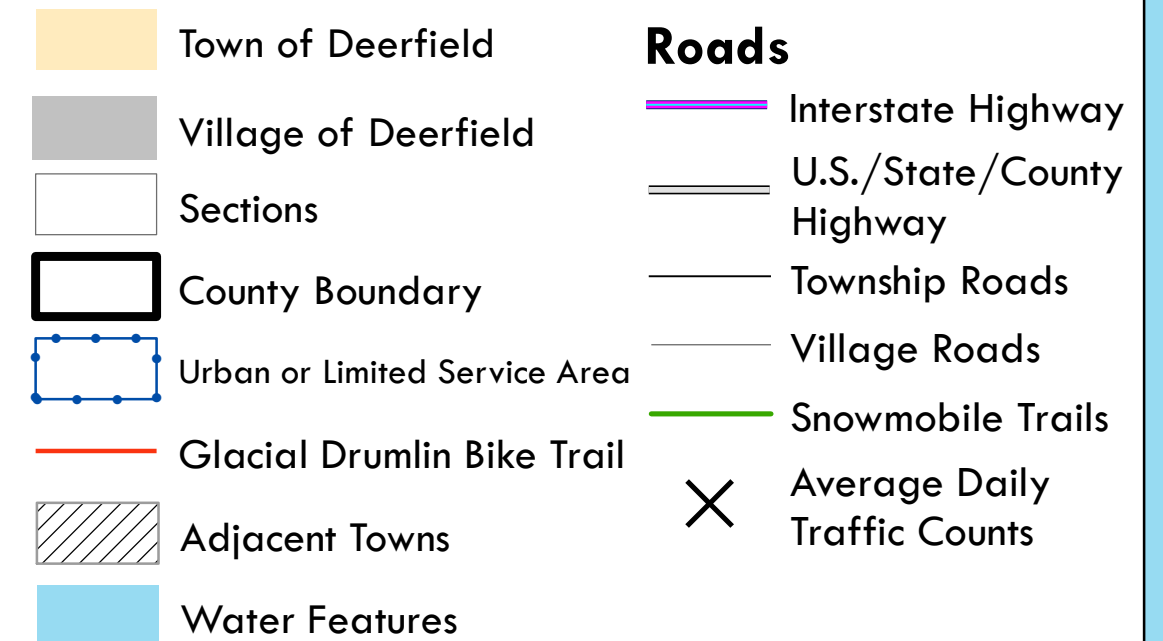 Town of Deerfield
Village of Deerfield
Sections
County Boundary
Urban or Limited Service Area
Glacial Drumlin Bike Trail
Adjacent Towns
Water Features
Roads
Interstate Highway
U.S./State/County
Highway
Township Roads
Village Roads
Snowmobile Trails
Average Daily
Traffic Counts